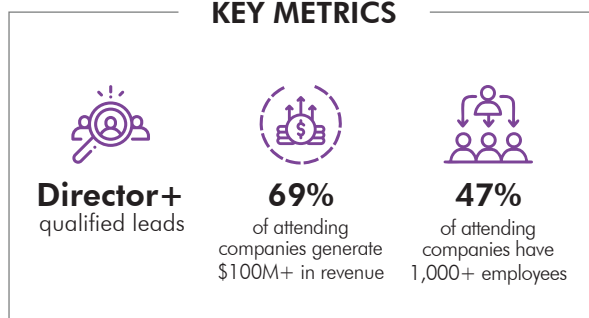 KEY METRICS
Director+
qualified leads
69%
of attending
companies generate
$100M+ in revenue
47%
of attending
companies have
1,000+ employees